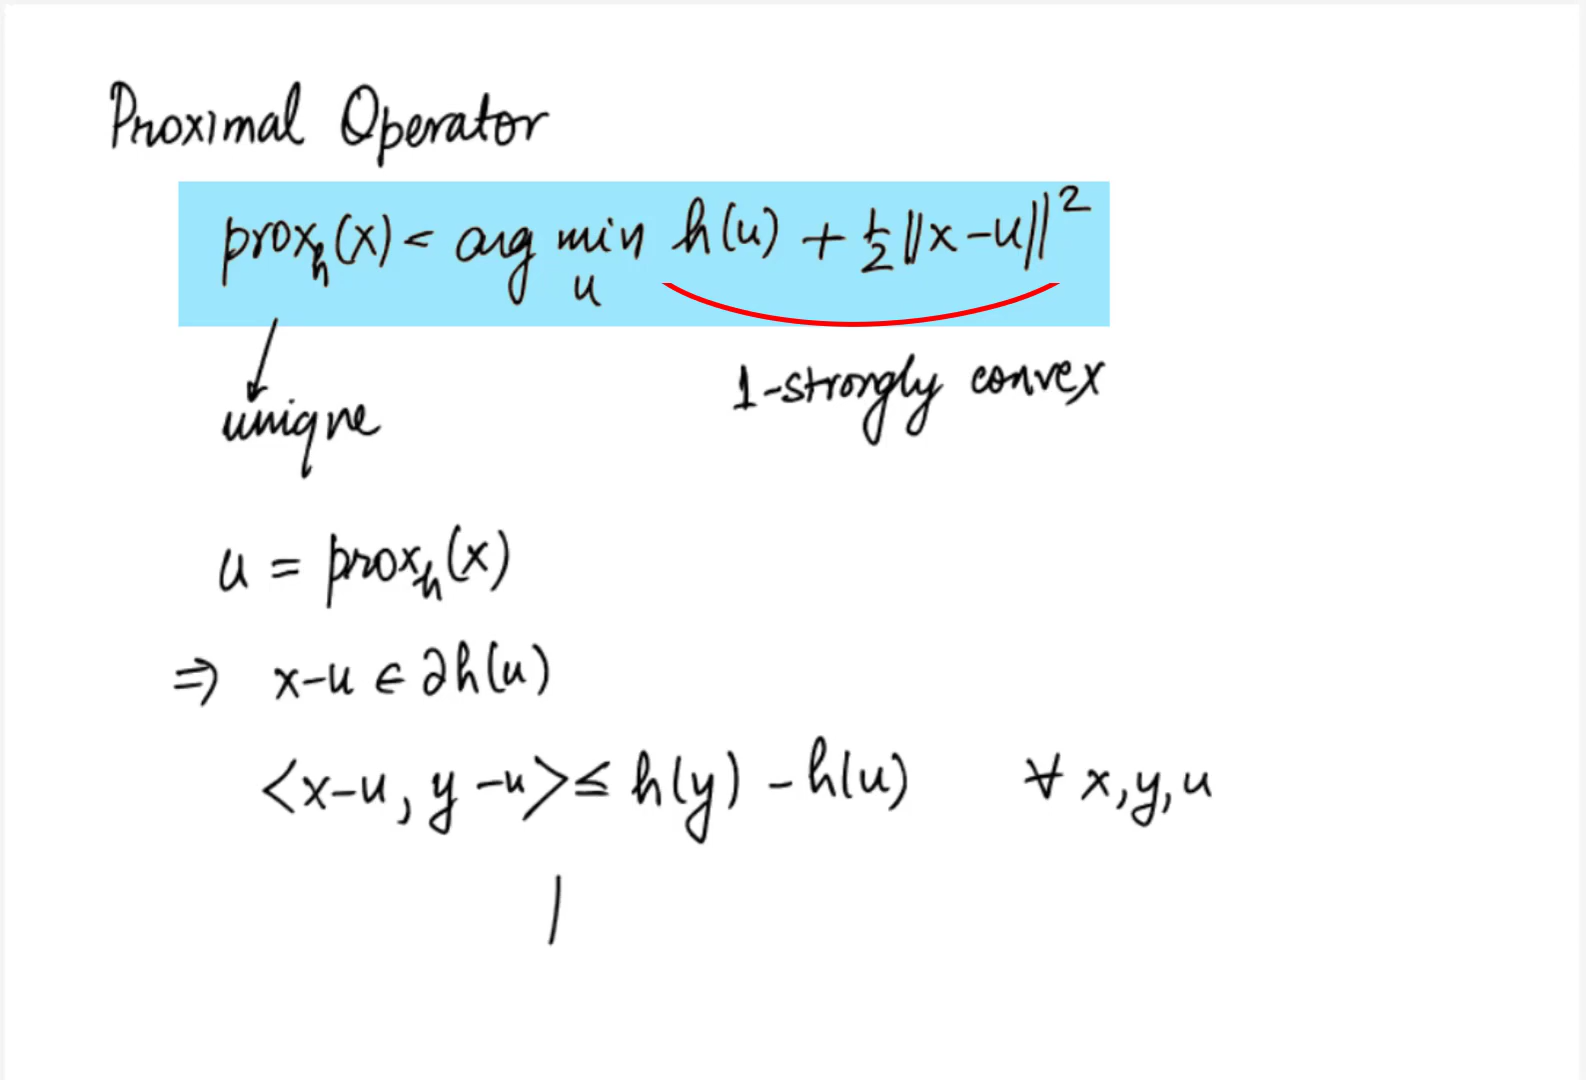 Proximal Operator
prox_h(x) = arg min_u h(u) + 1/2 ||x-u||²
1-strongly convex
unique
u = prox_h(x)
⇒ x-u ∈ ∂h(u)
<x-u, y-u> ≤ h(y) - h(u) ∀ x,y,u